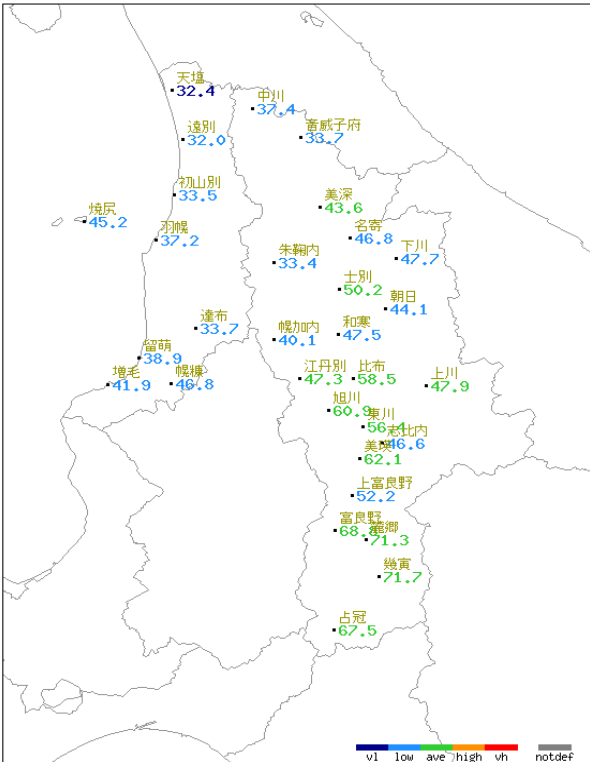 天塩
32.4
中川
37.4
音威子府
33.7
遠別
32.0
初山別
33.5
美深
43.6
焼尻
45.2
羽幌
37.2
名寄
46.8
下川
47.7
朱鞠内
33.4
士別
50.2
朝日
44.1
達布
33.7
幌加内
40.1
和寒
47.5
留萌
38.9
増毛
41.9
幌糠
46.8
江丹別
47.3
比布
58.5
上川
47.9
旭川
60.9
東川
56.4
志比内
46.6
美瑛
62.1
上富良野
52.2
富良野
68.8
麓郷
71.3
幾寅
71.7
占冠
67.5
vl low ave high vh notdef